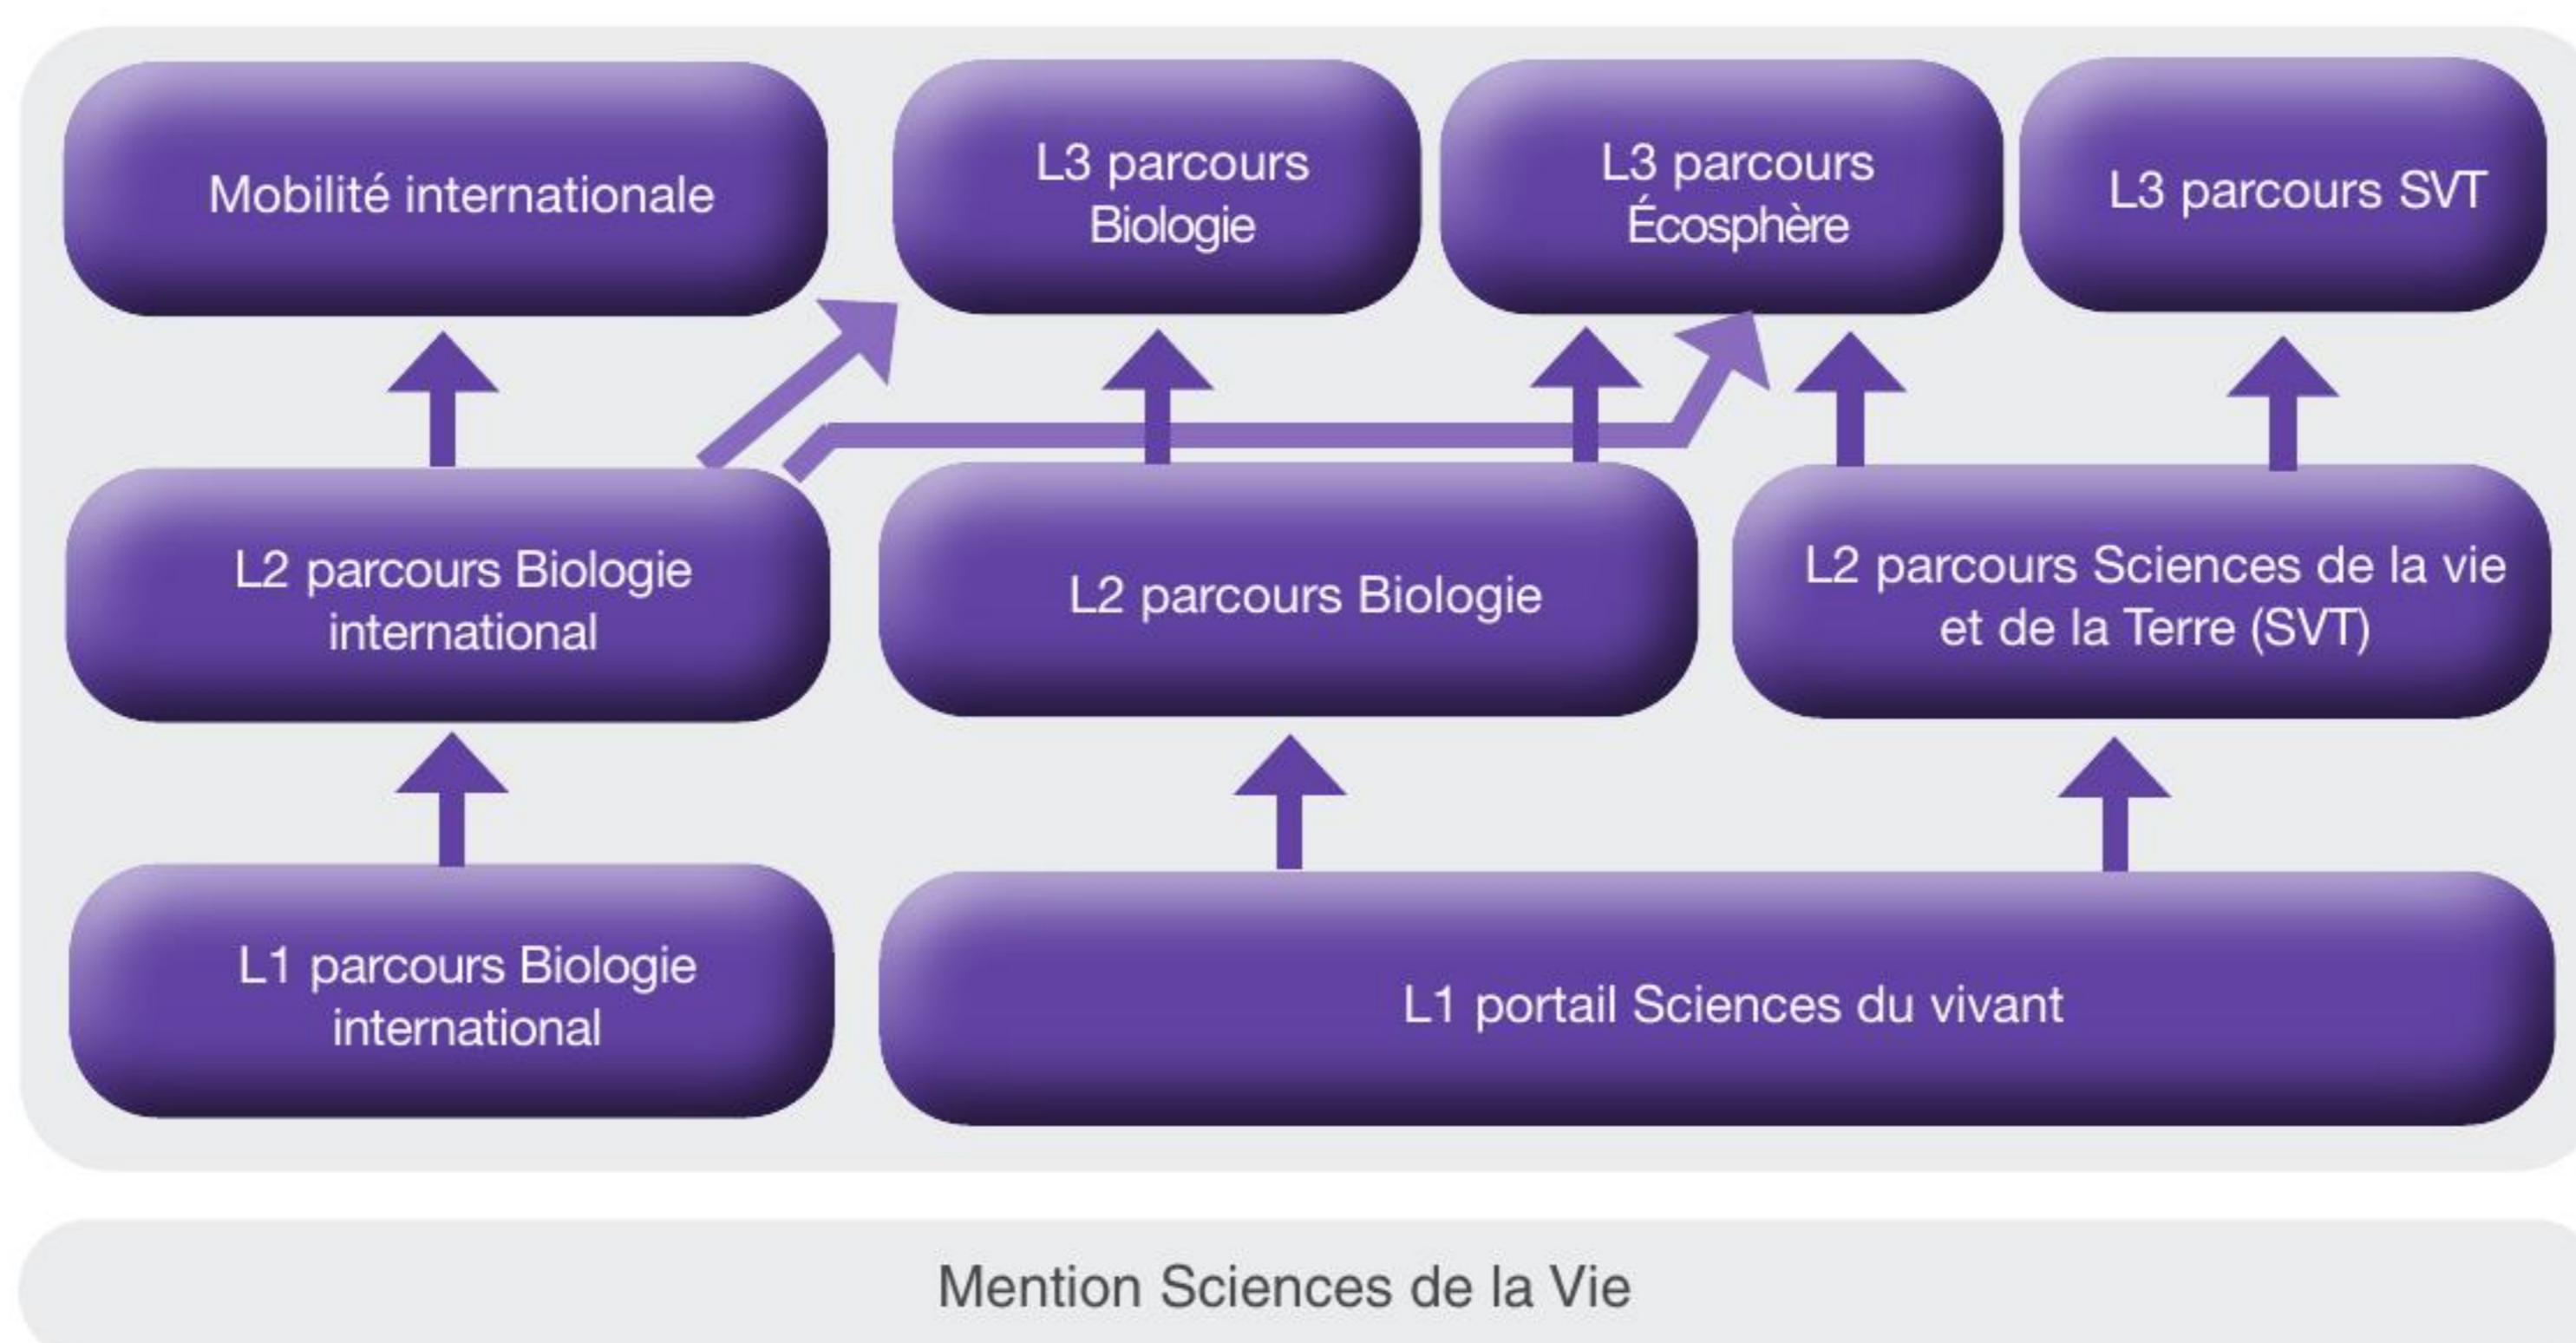 Mobilité internationale
L3 parcours
Biologie
L3 parcours
Écosphère
L3 parcours SVT
L2 parcours Biologie
international
L2 parcours Biologie
L2 parcours Sciences de la vie
et de la Terre (SVT)
L1 parcours Biologie
international
L1 portail Sciences du vivant
Mention Sciences de la Vie